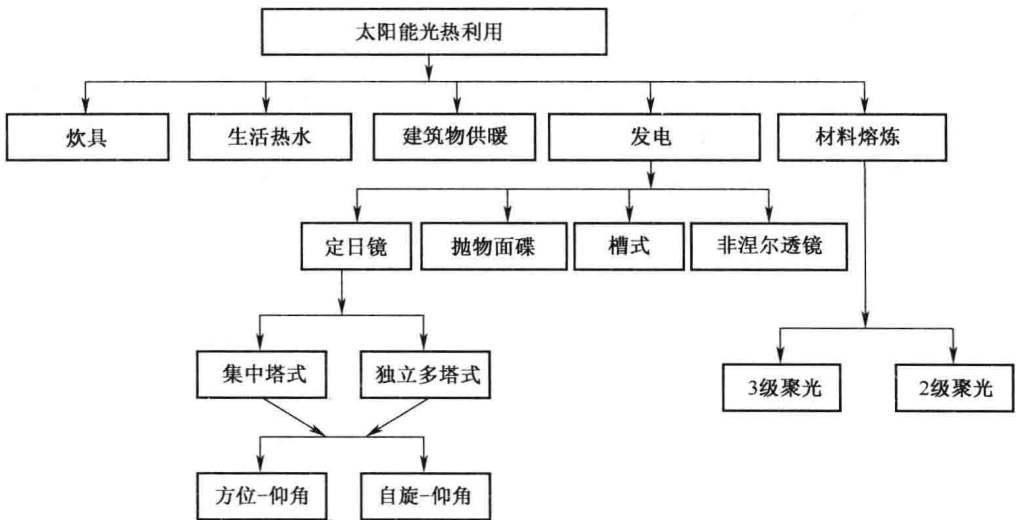 太阳能光热利用
炊具
生活热水
建筑物供暖
发电
材料熔炼
定日镜
抛物面碟
槽式
非涅尔透镜
集中塔式
独立多塔式
3级聚光
2级聚光
方位-仰角
自旋-仰角